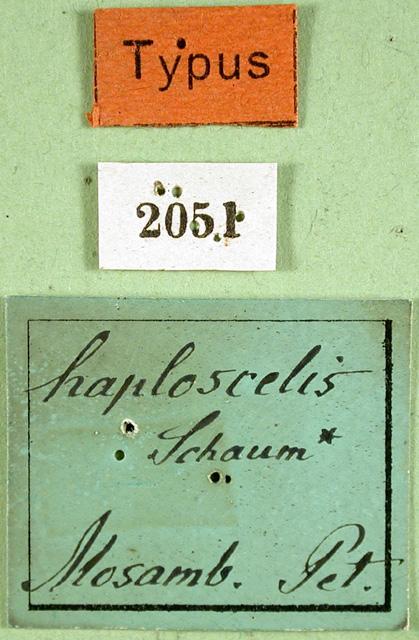 Typus
2051
haploscelis
Schaum*
Mosamb. Pet.